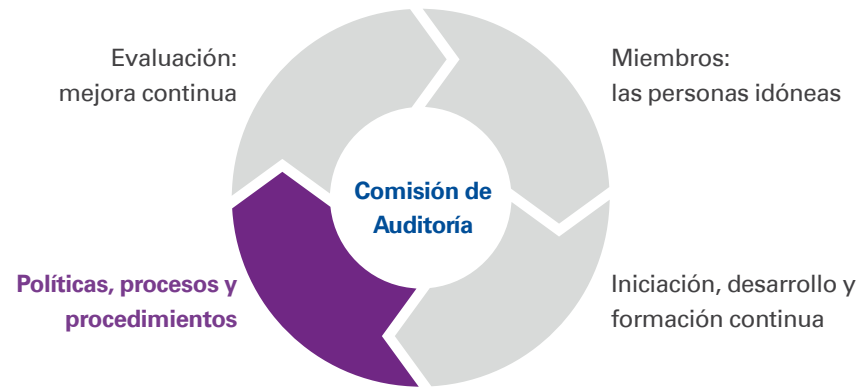 Evaluación:
mejora continua
Miembros:
las personas idóneas
Comisión de
Auditoría
Políticas, procesos y
procedimientos
Iniciación, desarrollo y
formación continua